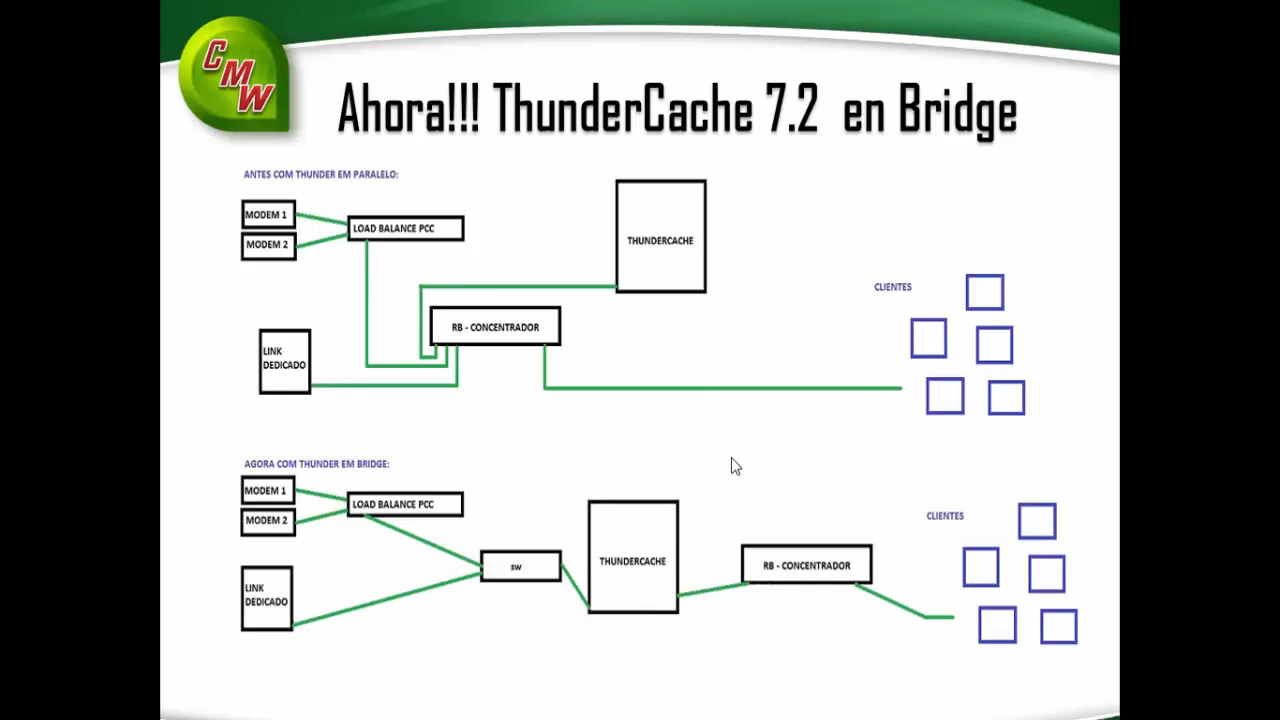 CMW
Ahora!!! ThunderCache 7.2 en Bridge
ANTES COM THUNDER EM PARALELO:
MODEM 1
MODEM 2
LOAD BALANCE PCC
THUNDERCACHE
CLIENTES
RB - CONCENTRADOR
LINK
DEDICADO
AGORA COM THUNDER EM BRIDGE:
MODEM 1
MODEM 2
LOAD BALANCE PCC
CLIENTES
SW
THUNDERCACHE
RB - CONCENTRADOR
LINK
DEDICADO